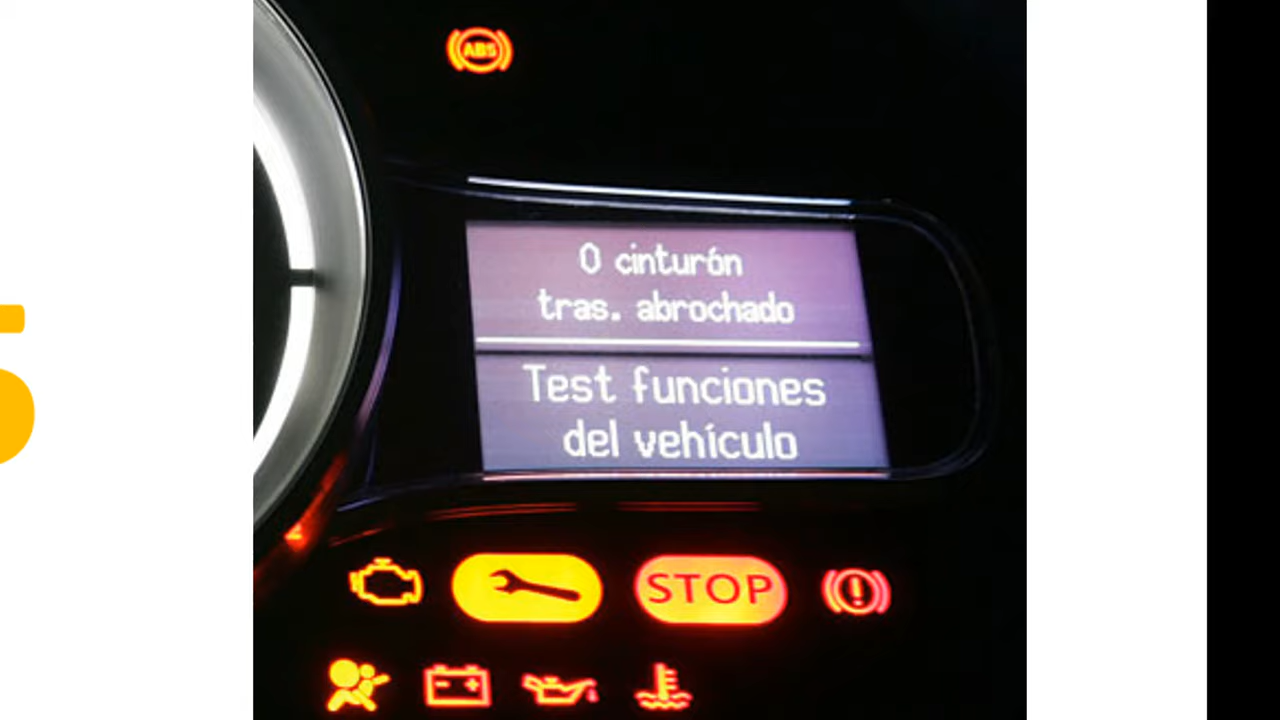 ABS
0 cinturón
tras. abrochado
Test funciones
del vehículo
STOP